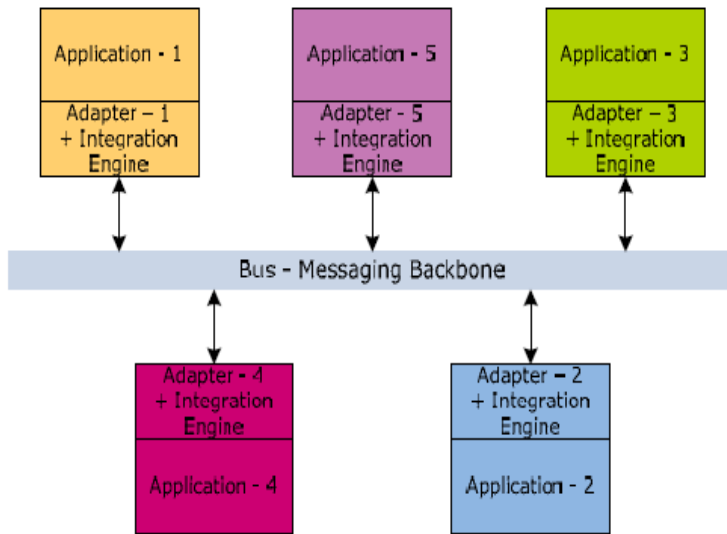 Application - 1
Adapter – 1
+ Integration
Engine
Application - 5
Adapter - 5
+ Integration
Engine
Application - 3
Adapter – 3
+ Integration
Engine
Bus - Messaging Backbone
Adapter - 4
+ Integration
Engine
Application - 4
Adapter – 2
+ Integration
Engine
Application - 2